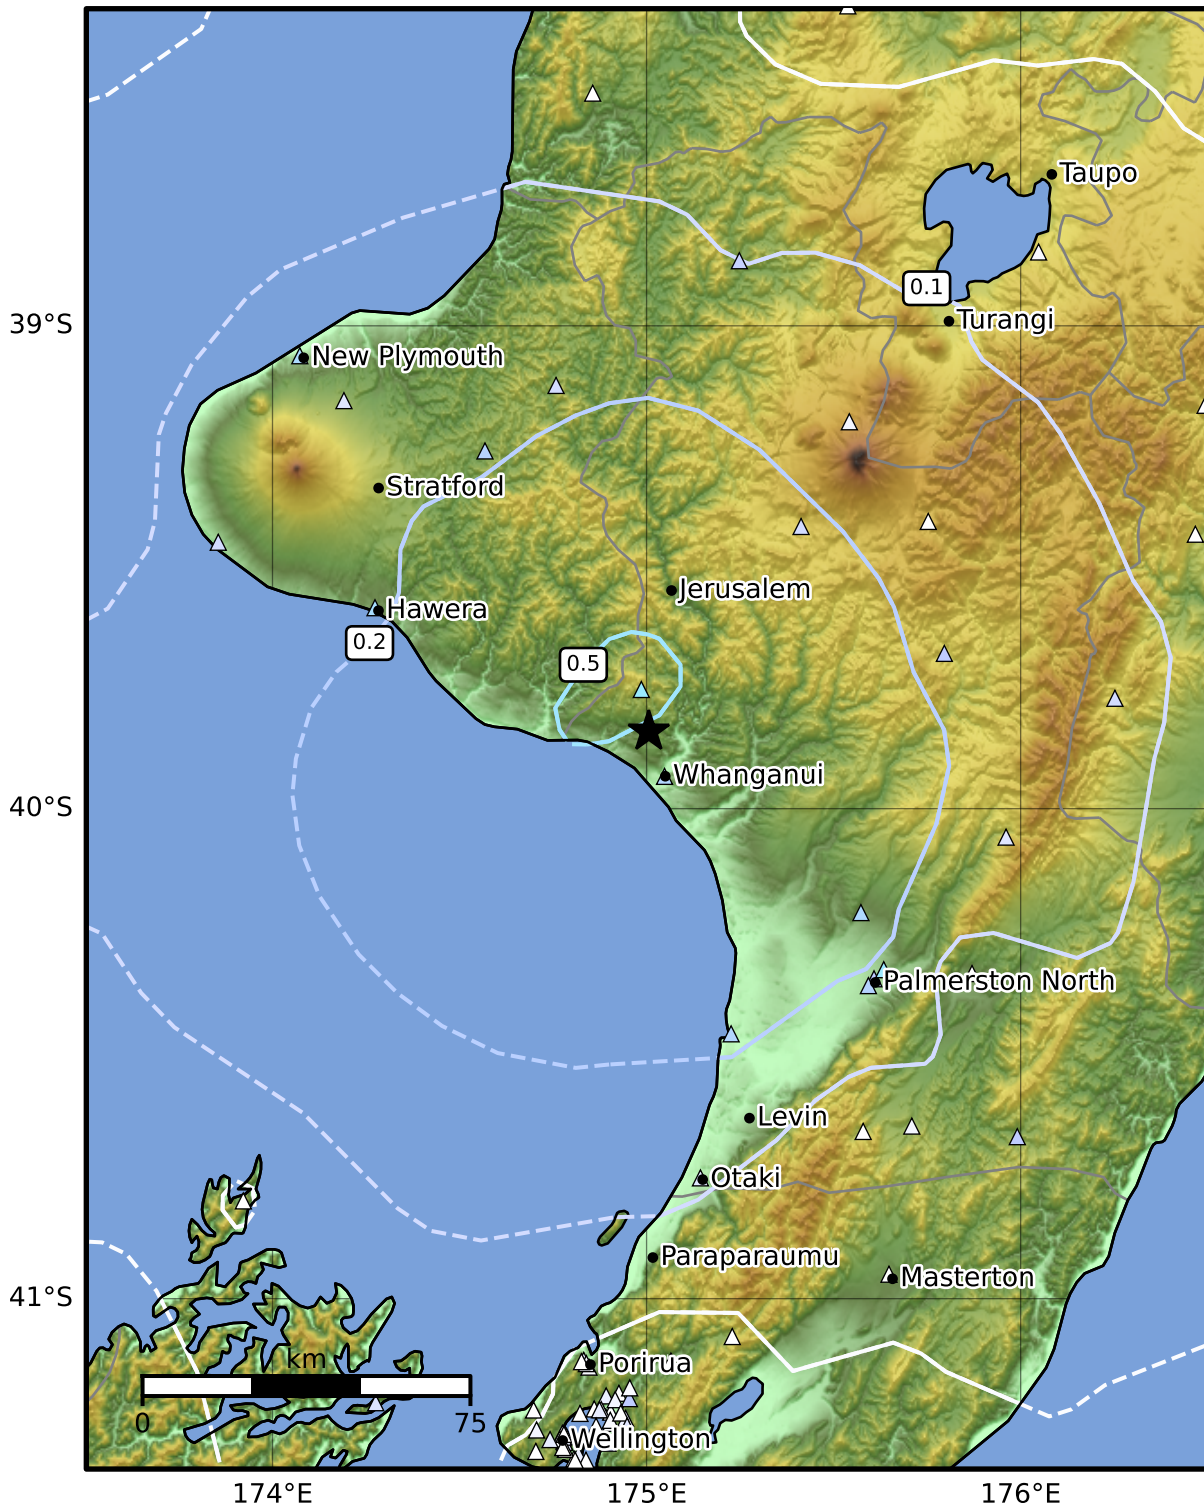 Taupo
0.1
Turangi
39°S
New Plymouth
Stratford
Jerusalem
Hawera
0.2
0.5
Whanganui
40°S
Palmerston North
Levin
Otaki
Paraparaumu
Masterton
41°S
km
Porirua
0
75
Wellington
174°E
175°E
176°E